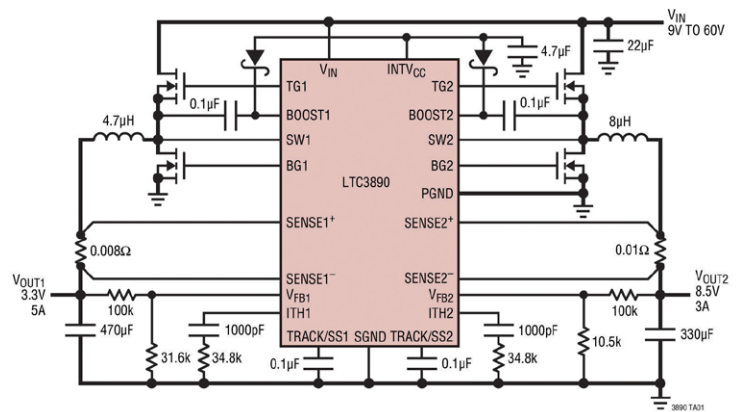 VIN
9V TO 60V
22µF
4.7µF
VIN
INTVCC
TG1
TG2
0.1µF
0.1µF
BOOST1
BOOST2
4.7µH
8µH
SW1
SW2
BG1
BG2
LTC3890
PGND
SENSE1+
SENSE2+
0.008Ω
0.01Ω
SENSE1−
SENSE2−
VOUT1
3.3V
5A
VOUT2
8.5V
3A
VFB1
VFB2
100k
100k
ITH1
ITH2
470µF
1000pF
1000pF
330µF
TRACK/SS1
SGND
TRACK/SS2
31.6k
34.8k
0.1µF
0.1µF
34.8k
10.5k
3890 TA01